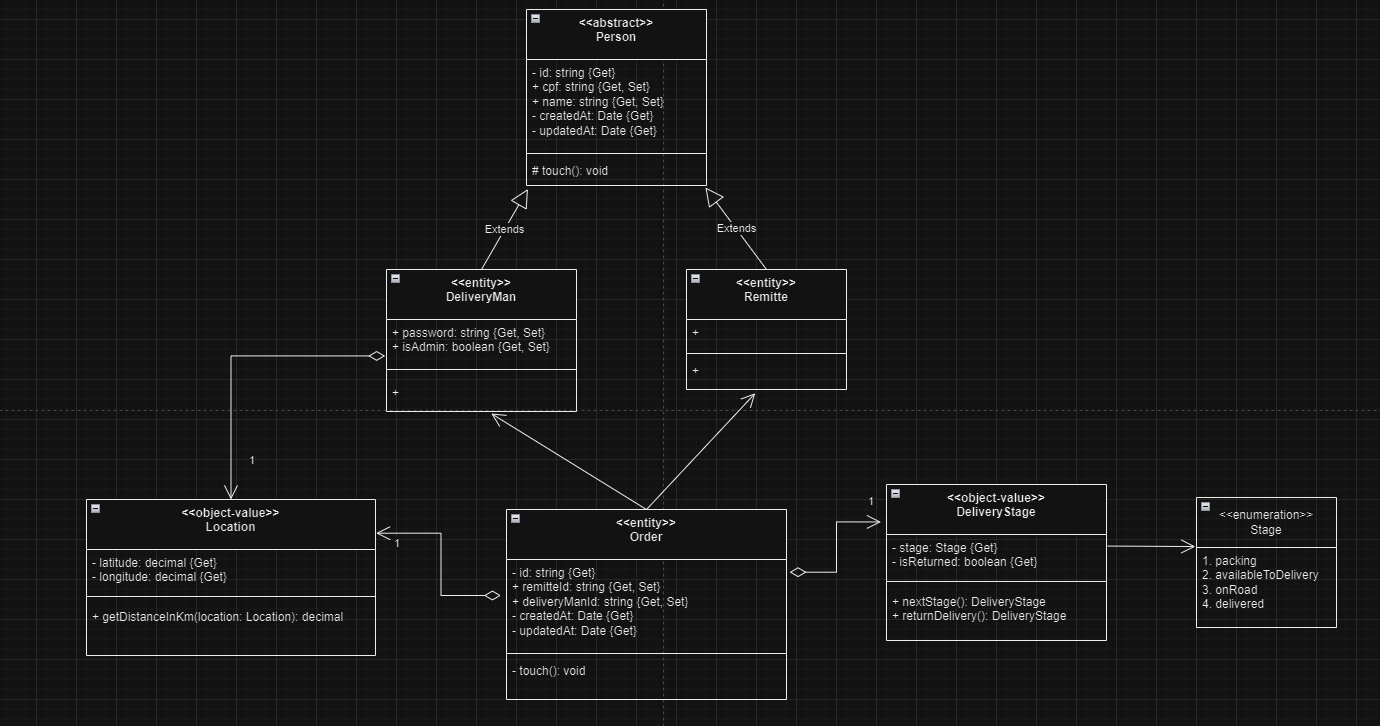 <<abstract>>
Person
- id: string {Get}
+ cpf: string {Get, Set}
+ name: string {Get, Set}
- createdAt: Date {Get}
- updatedAt: Date {Get}
# touch(): void
Extends
Extends
<<entity>>
DeliveryMan
+ password: string {Get, Set}
+ isAdmin: boolean {Get, Set}
+
<<entity>>
Remitte
+
+
1
<<object-value>>
Location
- latitude: decimal {Get}
- longitude: decimal {Get}
+ getDistanceInKm(location: Location): decimal
1
<<entity>>
Order
- id: string {Get}
+ remitteId: string {Get, Set}
+ deliveryManId: string {Get, Set}
- createdAt: Date {Get}
- updatedAt: Date {Get}
- touch(): void
1
<<object-value>>
DeliveryStage
- stage: Stage {Get}
- isReturned: boolean {Get}
+ nextStage(): DeliveryStage
+ returnDelivery(): DeliveryStage
<<enumeration>>
Stage
1. packing
2. availableToDelivery
3. onRoad
4. delivered